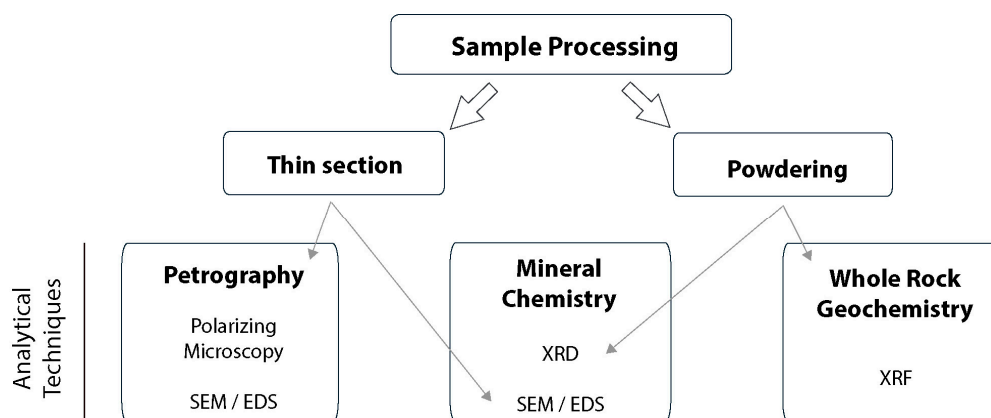 Sample Processing
Thin section
Powdering
Analytical
Techniques
Petrography
Polarizing
Microscopy
SEM / EDS
Mineral
Chemistry
XRD
SEM / EDS
Whole Rock
Geochemistry
XRF